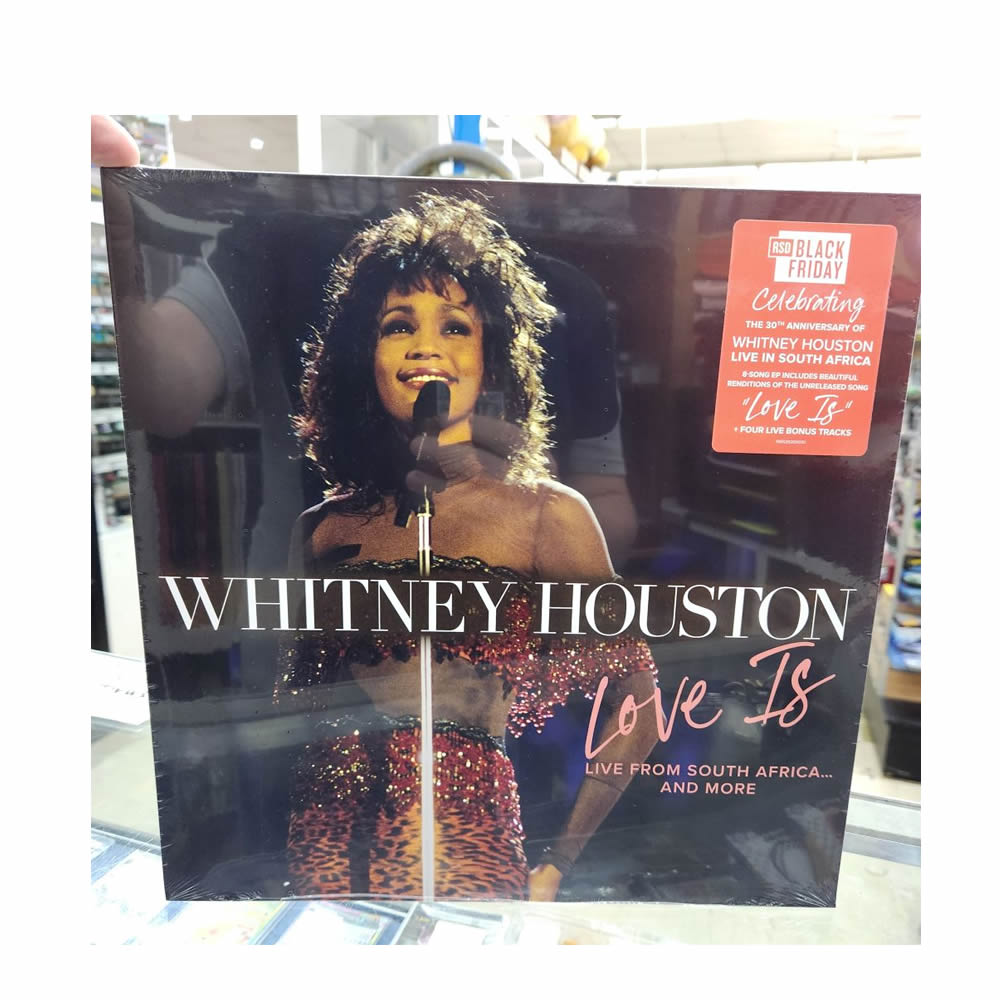 RSD BLACK
FRIDAY
Celebrating
THE 30TH ANNIVERSARY OF
WHITNEY HOUSTON
LIVE IN SOUTH AFRICA
8-SONG EP INCLUDES BEAUTIFUL
RENDITIONS OF THE UNRELEASED SONG
"Love Is"
+ FOUR LIVE BONUS TRACKS
WHITNEY HOUSTON
Love Is
LIVE FROM SOUTH AFRICA...
AND MORE